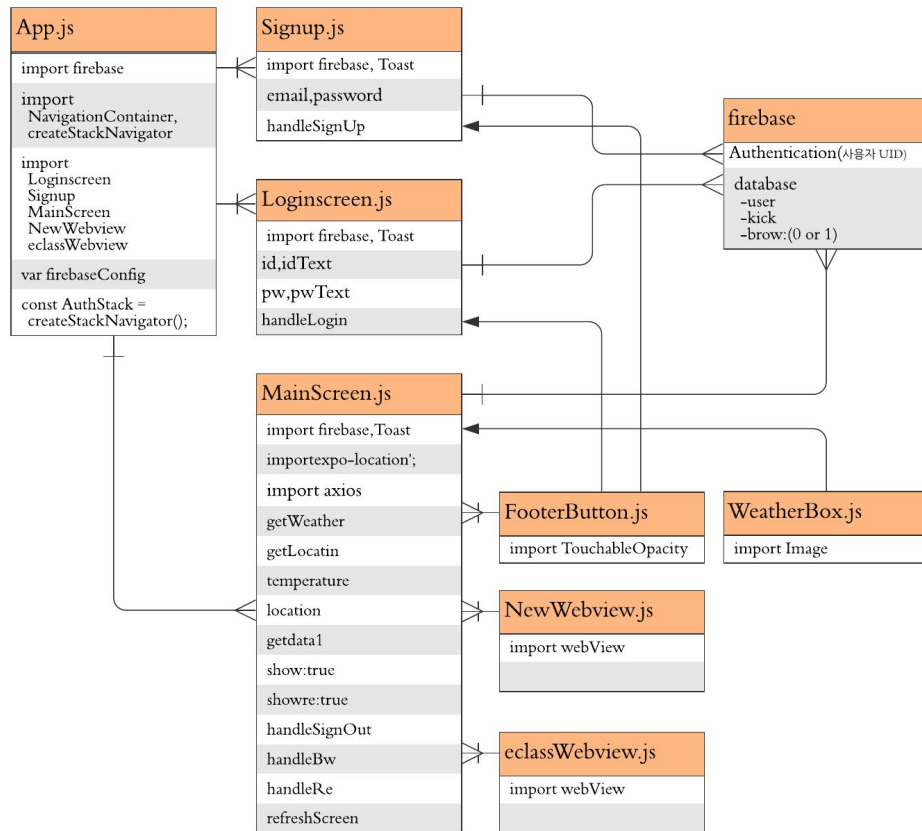 App.js
import firebase
import
NavigationContainer,
createStackNavigator
import
Loginscreen
Signup
MainScreen
NewWebview
eclassWebview
var firebaseConfig
const AuthStack =
createStackNavigator();
Signup.js
import firebase, Toast
email,password
handleSignUp
Loginscreen.js
import firebase, Toast
id,idText
pw,pwText
handleLogin
firebase
Authentication(사용자 UID)
database
-user
-kick
-brow:(0 or 1)
MainScreen.js
import firebase,Toast
importexpo-location';
import axios
getWeather
getLocatin
temperature
location
getdata1
show:true
showre:true
handleSignOut
handleBw
handleRe
refreshScreen
FooterButton.js
import TouchableOpacity
WeatherBox.js
import Image
NewWebview.js
import webView
eclassWebview.js
import webView